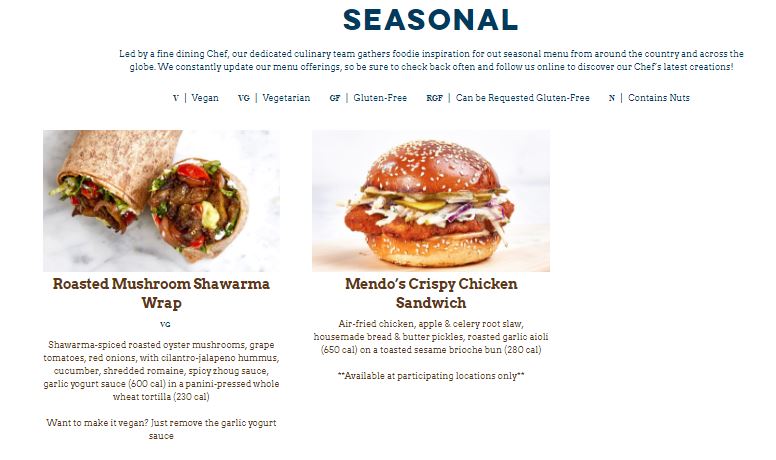 SEASONAL
Led by a fine dining Chef, our dedicated culinary team gathers foodie inspiration for out seasonal menu from around the country and across the
globe. We constantly update our menu offerings, so be sure to check back often and follow us online to discover our Chef's latest creations!
V | Vegan VG | Vegetarian GF | Gluten-Free RGF | Can be Requested Gluten-Free N | Contains Nuts
Roasted Mushroom Shawarma
Wrap
VG
Shawarma-spiced roasted oyster mushrooms, grape
tomatoes, red onions, with cilantro-jalapeno hummus,
cucumber, shredded romaine, spicy zhoug sauce,
garlic yogurt sauce (600 cal) in a panini-pressed whole
wheat tortilla (230 cal)
Want to make it vegan? Just remove the garlic yogurt
sauce
Mendo's Crispy Chicken
Sandwich
Air-fried chicken, apple & celery root slaw,
housemade bread & butter pickles, roasted garlic aioli
(650 cal) on a toasted sesame brioche bun (280 cal)
**Available at participating locations only**